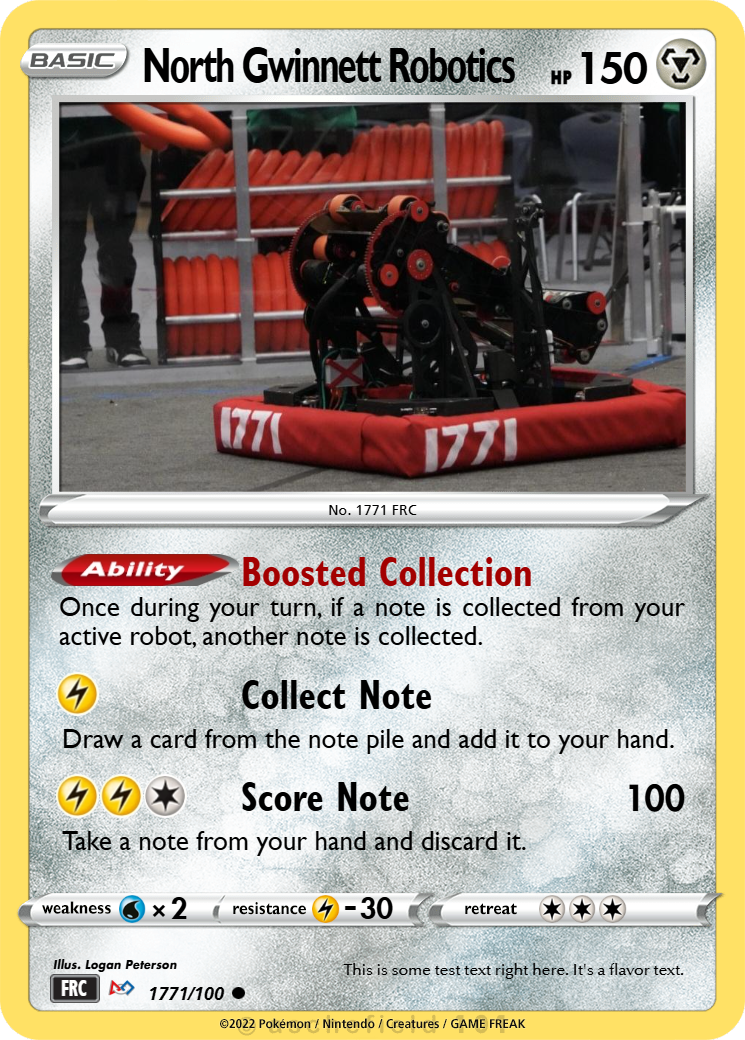 BASIC
North Gwinnett Robotics
HP 150
1771
1771
No. 1771 FRC
Ability
Boosted Collection
Once during your turn, if a note is collected from your
active robot, another note is collected.
Collect Note
Draw a card from the note pile and add it to your hand.
Score Note 100
Take a note from your hand and discard it.
weakness ×2 resistance -30 retreat
Illus. Logan Peterson
This is some test text right here. It's a flavor text.
FRC 1771/100
©2022 Pokémon / Nintendo / Creatures / GAME FREAK